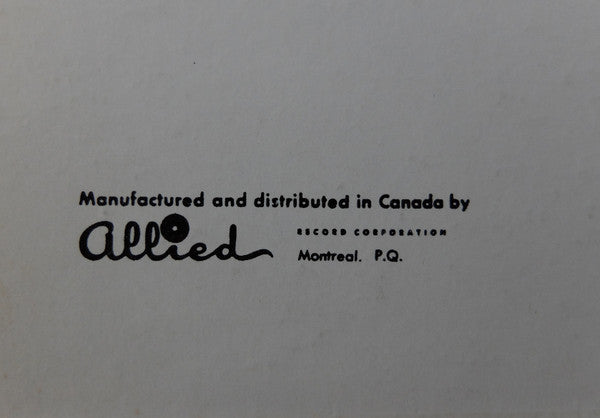 Manufactured and distributed in Canada by
Allied
RECORD CORPORATION
Montreal. P.Q.